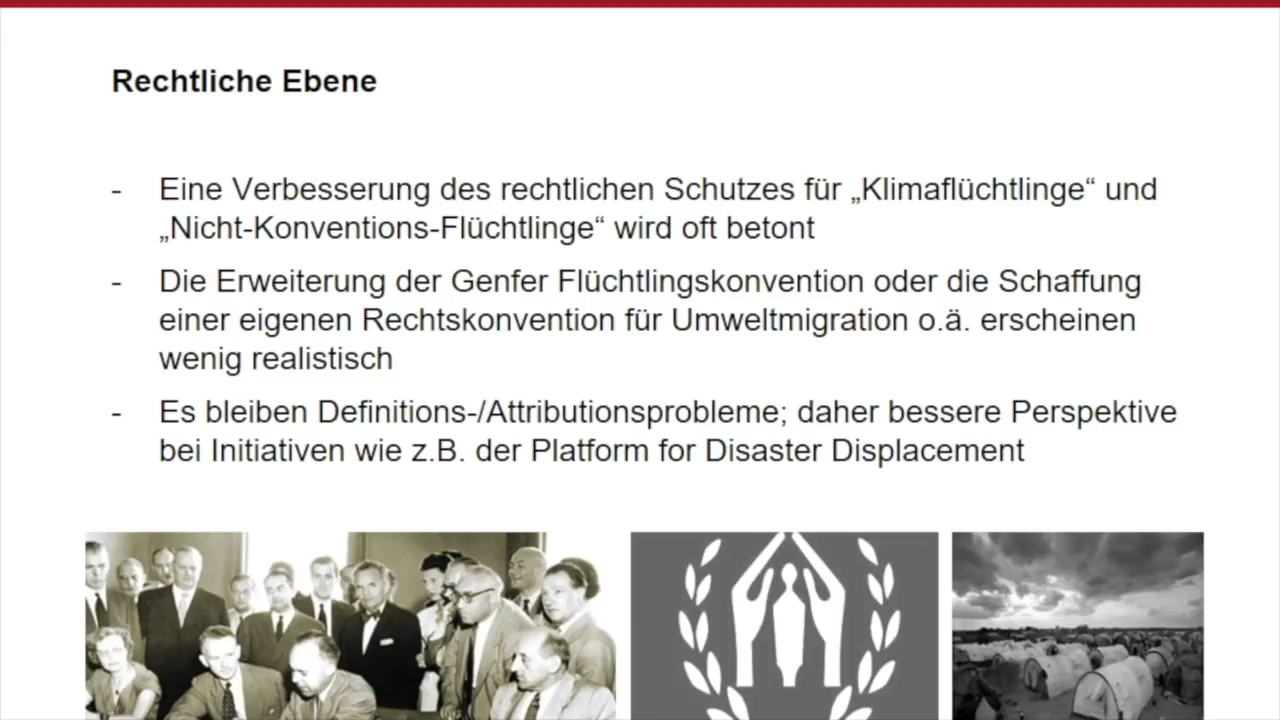 Rechtliche Ebene
- Eine Verbesserung des rechtlichen Schutzes für „Klimaflüchtlinge“ und
„Nicht-Konventions-Flüchtlinge“ wird oft betont
- Die Erweiterung der Genfer Flüchtlingskonvention oder die Schaffung
einer eigenen Rechtskonvention für Umweltmigration o.ä. erscheinen
wenig realistisch
- Es bleiben Definitions-/Attributionsprobleme; daher bessere Perspektive
bei Initiativen wie z.B. der Platform for Disaster Displacement